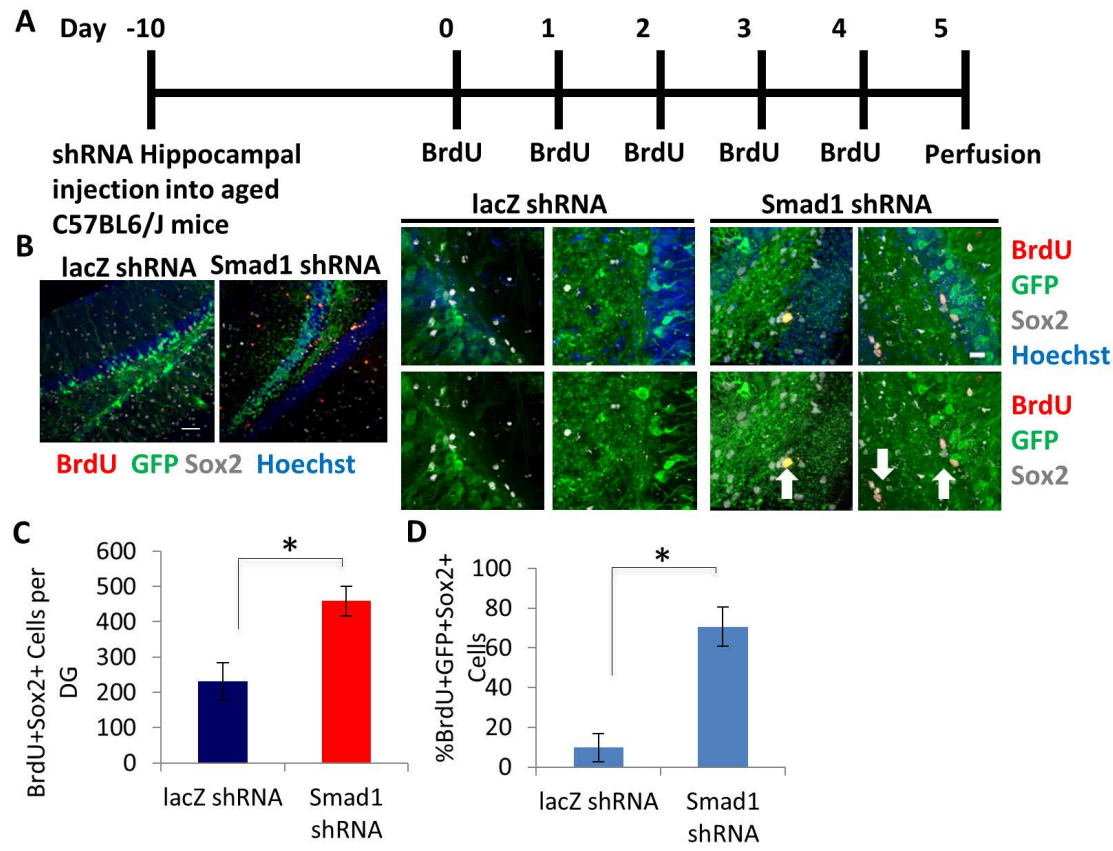 A
Day -10 0 1 2 3 4 5
BrdU BrdU BrdU BrdU BrdU Perfusion
shRNA Hippocampal
injection into aged
C57BL6/J mice
B
lacZ shRNA Smad1 shRNA
BrdU GFP Sox2 Hoechst
lacZ shRNA Smad1 shRNA
BrdU
GFP
Sox2
Hoechst
BrdU
GFP
Sox2
C
BrdU+Sox2+ Cells per
DG
600
500
400
300
200
100
0
*
lacZ shRNA
Smad1
shRNA
D
%BrdU+GFP+Sox2+
Cells
100
80
60
40
20
0
*
lacZ shRNA
Smad1
shRNA